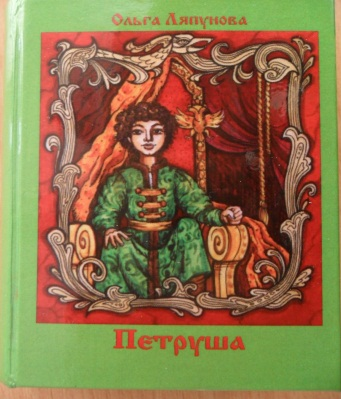 Ольга Ляпунова
Петруша